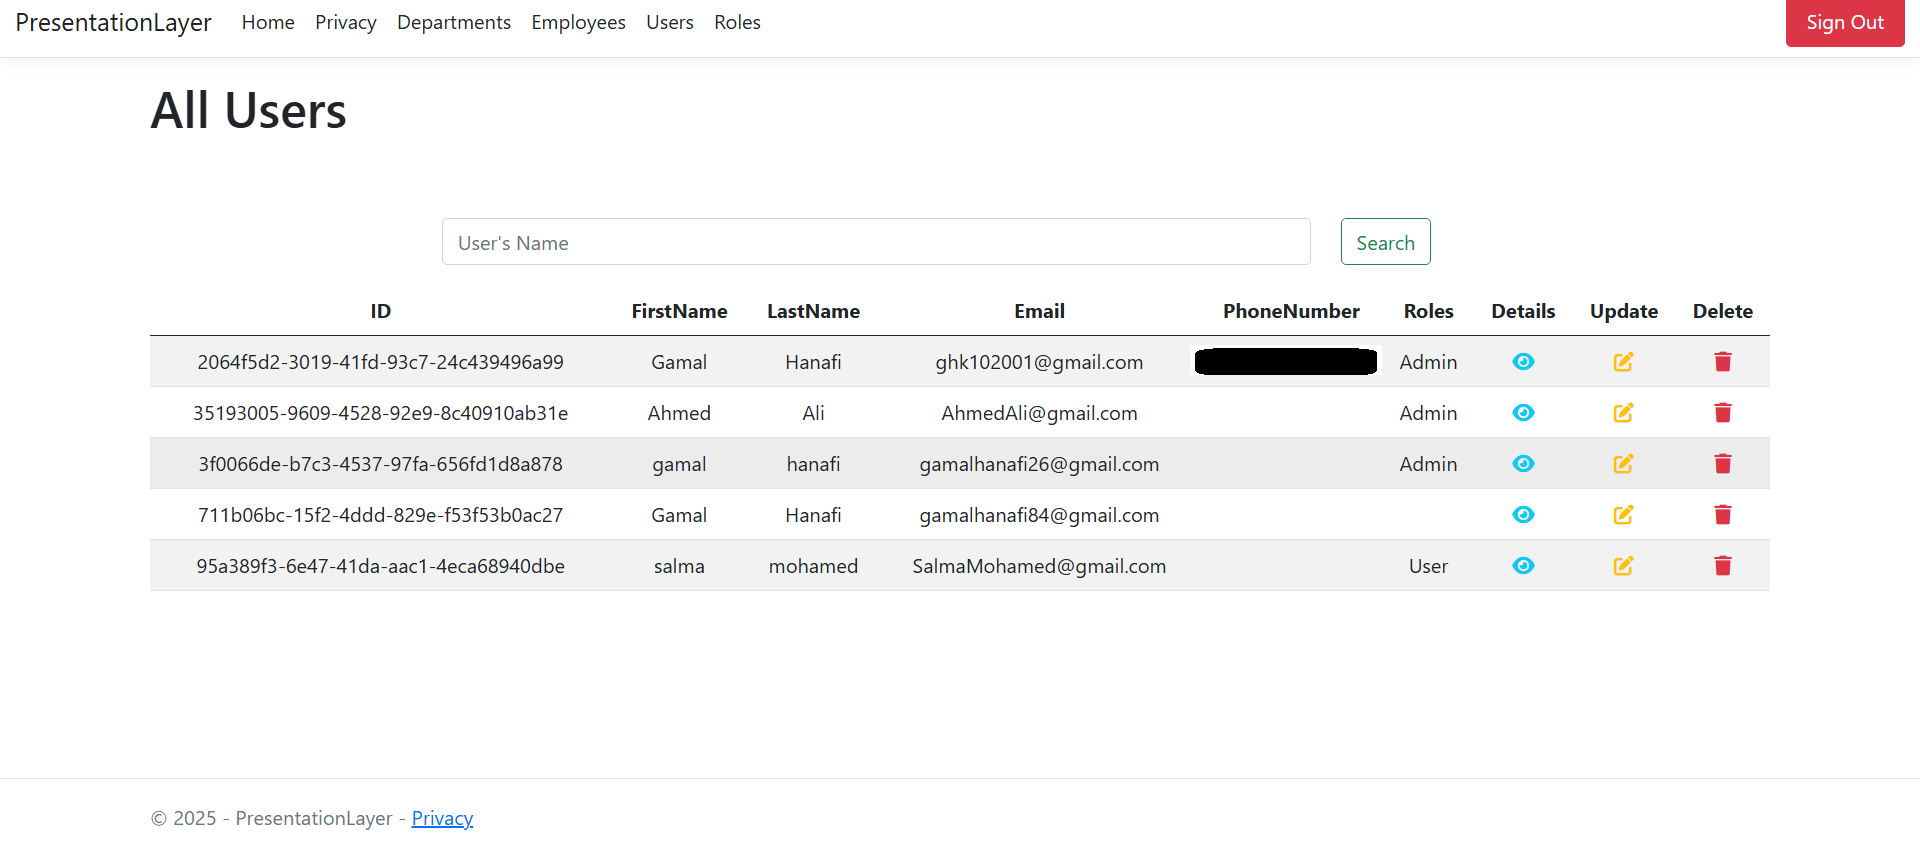 PresentationLayer Home Privacy Departments Employees Users Roles Sign Out
All Users
User's Name Search
ID FirstName LastName Email PhoneNumber Roles Details Update Delete
2064f5d2-3019-41fd-93c7-24c439496a99 Gamal Hanafi ghk102001@gmail.com Admin
35193005-9609-4528-92e9-8c40910ab31e Ahmed Ali AhmedAli@gmail.com Admin
3f0066de-b7c3-4537-97fa-656fd1d8a878 gamal hanafi gamalhanafi26@gmail.com Admin
711b06bc-15f2-4ddd-829e-f53f53b0ac27 Gamal Hanafi gamalhanafi84@gmail.com
95a389f3-6e47-41da-aac1-4eca68940dbe salma mohamed SalmaMohamed@gmail.com User
© 2025 - PresentationLayer - Privacy